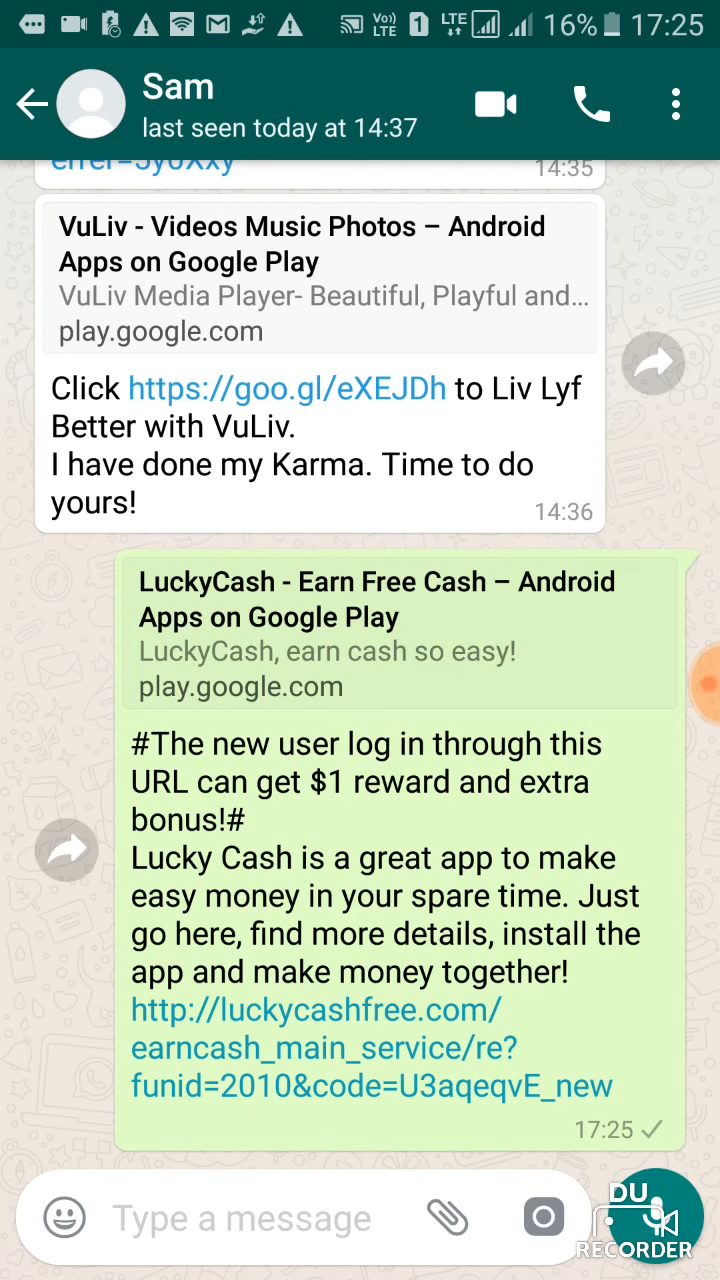 Vo))
LTE
1
LTE
16%
17:25
Sam
last seen today at 14:37
14:35
VuLiv - Videos Music Photos – Android
Apps on Google Play
VuLiv Media Player- Beautiful, Playful and...
play.google.com
Click https://goo.gl/eXEJDh to Liv Lyf
Better with VuLiv.
I have done my Karma. Time to do
yours!
14:36
LuckyCash - Earn Free Cash – Android
Apps on Google Play
LuckyCash, earn cash so easy!
play.google.com
#The new user log in through this
URL can get $1 reward and extra
bonus!#
Lucky Cash is a great app to make
easy money in your spare time. Just
go here, find more details, install the
app and make money together!
http://luckycashfree.com/
earncash_main_service/re?
funid=2010&code=U3aqeqvE_new
17:25
Type a message
DU
RECORDER